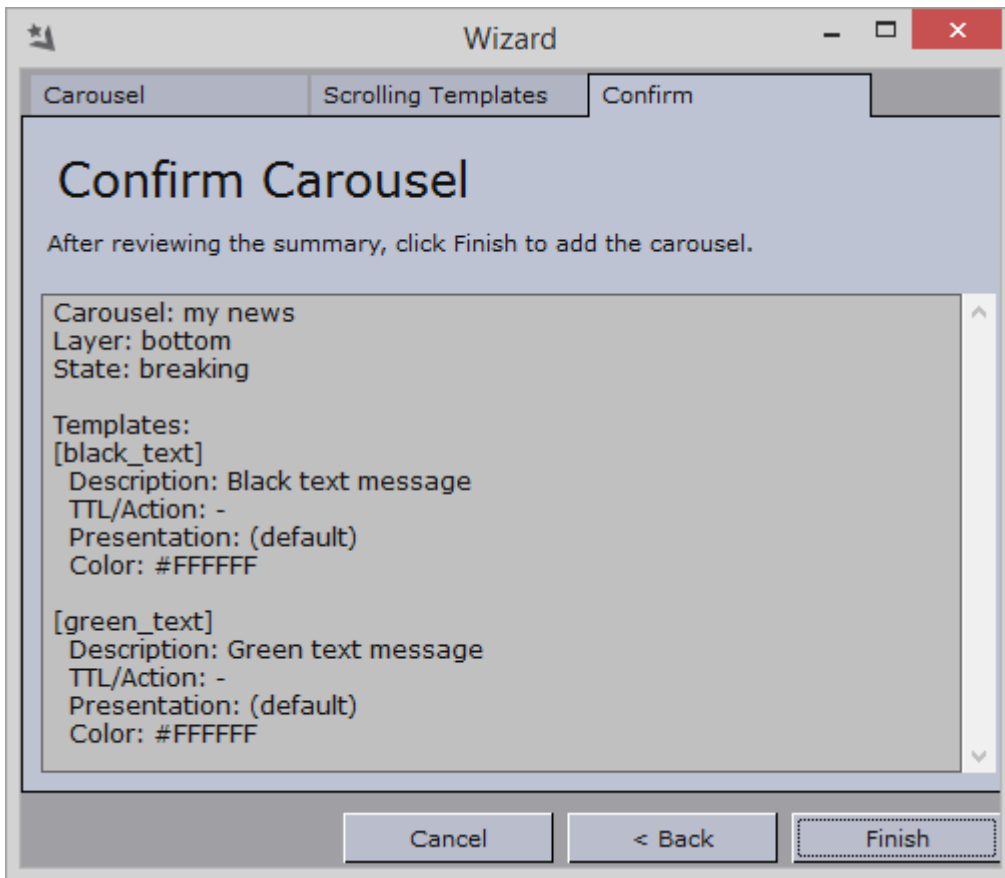 Wizard
Carousel
Scrolling Templates
Confirm
Confirm Carousel
After reviewing the summary, click Finish to add the carousel.
Carousel: my news
Layer: bottom
State: breaking
Templates:
[black_text]
Description: Black text message
TTL/Action: -
Presentation: (default)
Color: #FFFFFF
[green_text]
Description: Green text message
TTL/Action: -
Presentation: (default)
Color: #FFFFFF
Cancel
< Back
Finish